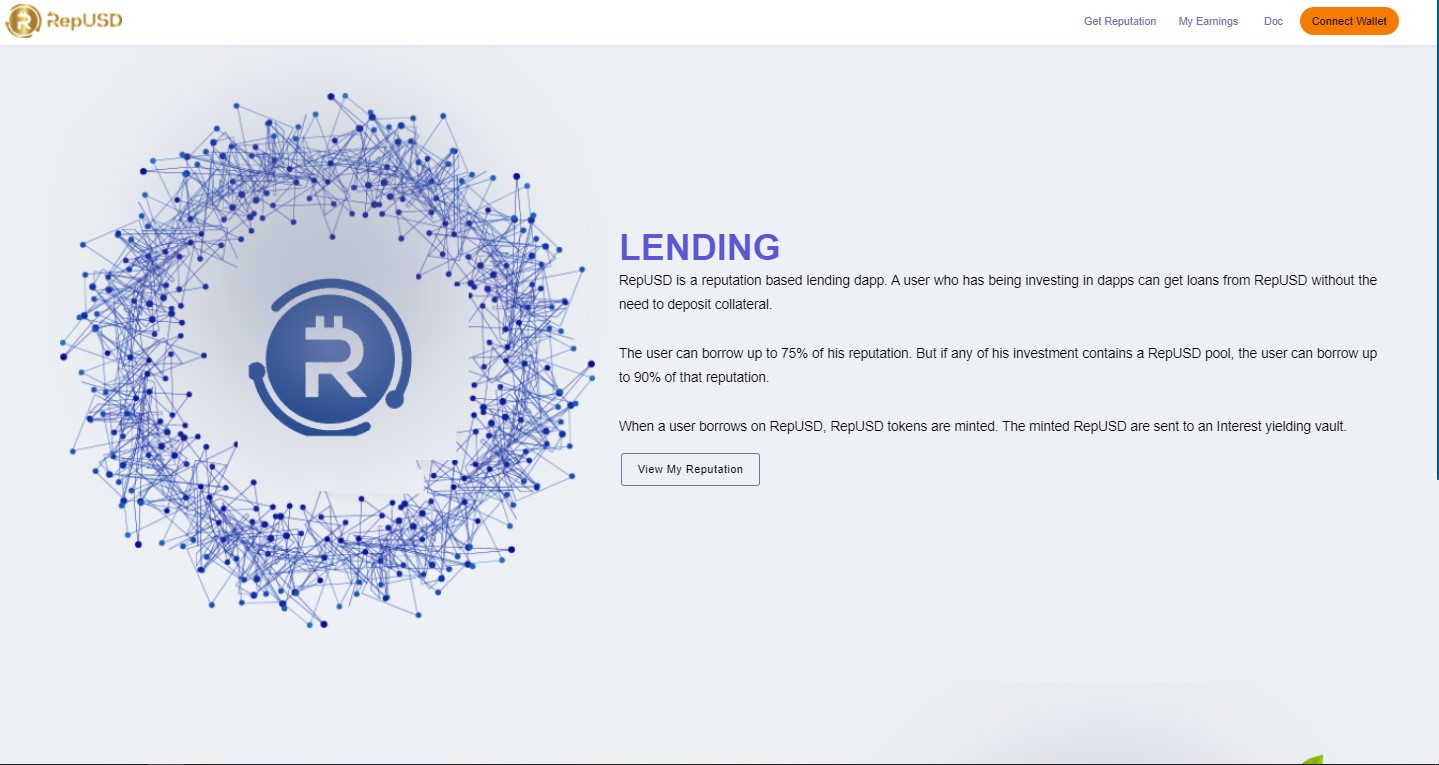 RepUSD
Get Reputation My Earnings Doc Connect Wallet
LENDING
RepUSD is a reputation based lending dapp. A user who has being investing in dapps can get loans from RepUSD without the
need to deposit collateral.
The user can borrow up to 75% of his reputation. But if any of his investment contains a RepUSD pool, the user can borrow up
to 90% of that reputation.
When a user borrows on RepUSD, RepUSD tokens are minted. The minted RepUSD are sent to an Interest yielding vault.
View My Reputation